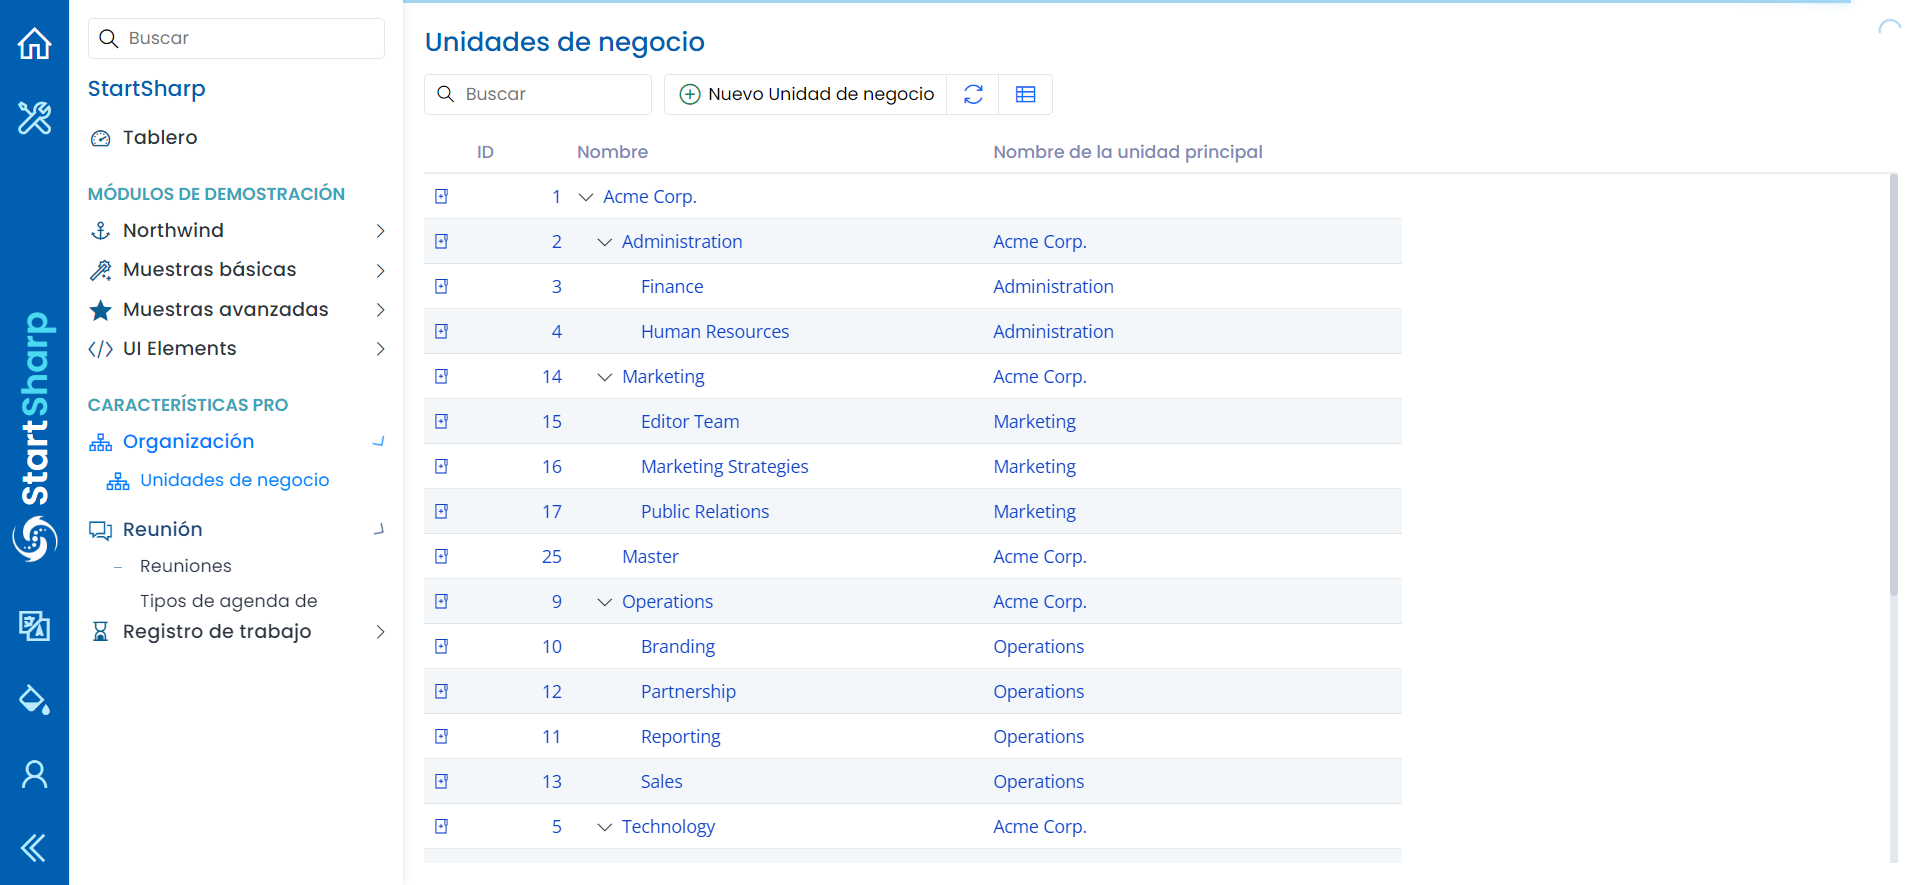 Buscar
StartSharp
Tablero
MÓDULOS DE DEMOSTRACIÓN
Northwind
Muestras básicas
Muestras avanzadas
UI Elements
CARACTERÍSTICAS PRO
Organización
Unidades de negocio
Reunión
Reuniones
Tipos de agenda de
Registro de trabajo
StartSharp
Unidades de negocio
Buscar
Nuevo Unidad de negocio
ID Nombre Nombre de la unidad principal
1 Acme Corp.
2 Administration Acme Corp.
3 Finance Administration
4 Human Resources Administration
14 Marketing Acme Corp.
15 Editor Team Marketing
16 Marketing Strategies Marketing
17 Public Relations Marketing
25 Master Acme Corp.
9 Operations Acme Corp.
10 Branding Operations
12 Partnership Operations
11 Reporting Operations
13 Sales Operations
5 Technology Acme Corp.